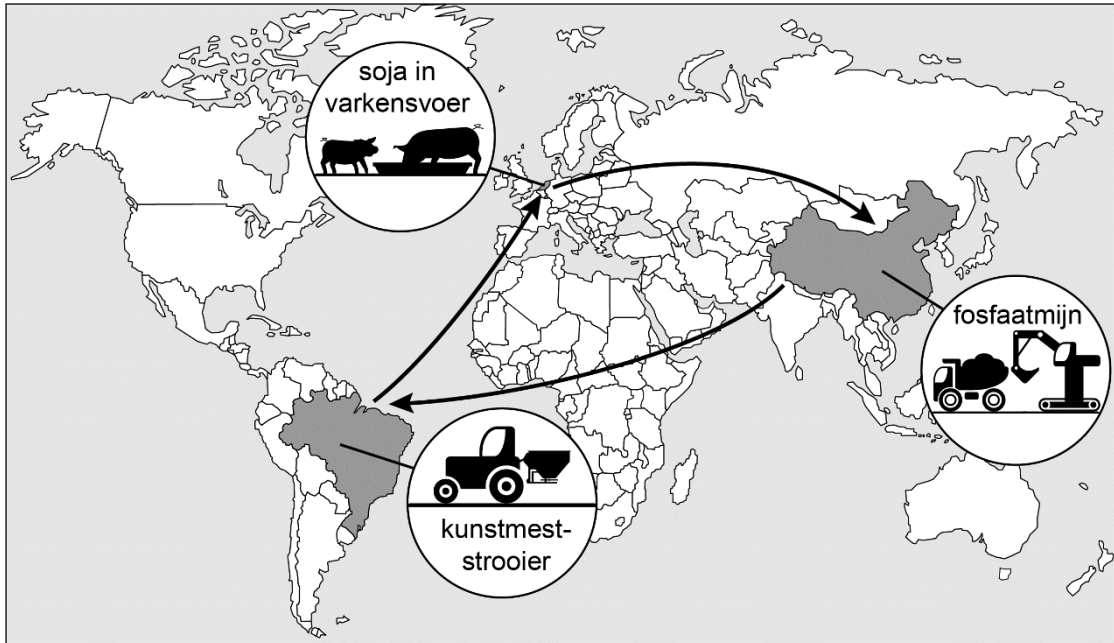 soja in
varkensvoer
fosfaatmijn
kunstmest-
strooier